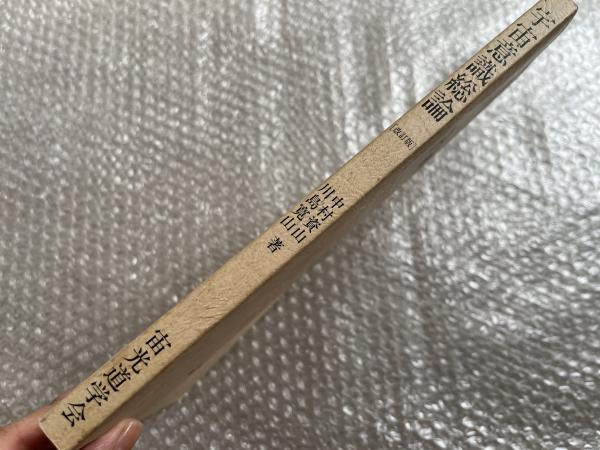 宇宙意識総論
〔改訂版〕
中村資山
川島寛山
著
宙光道学会